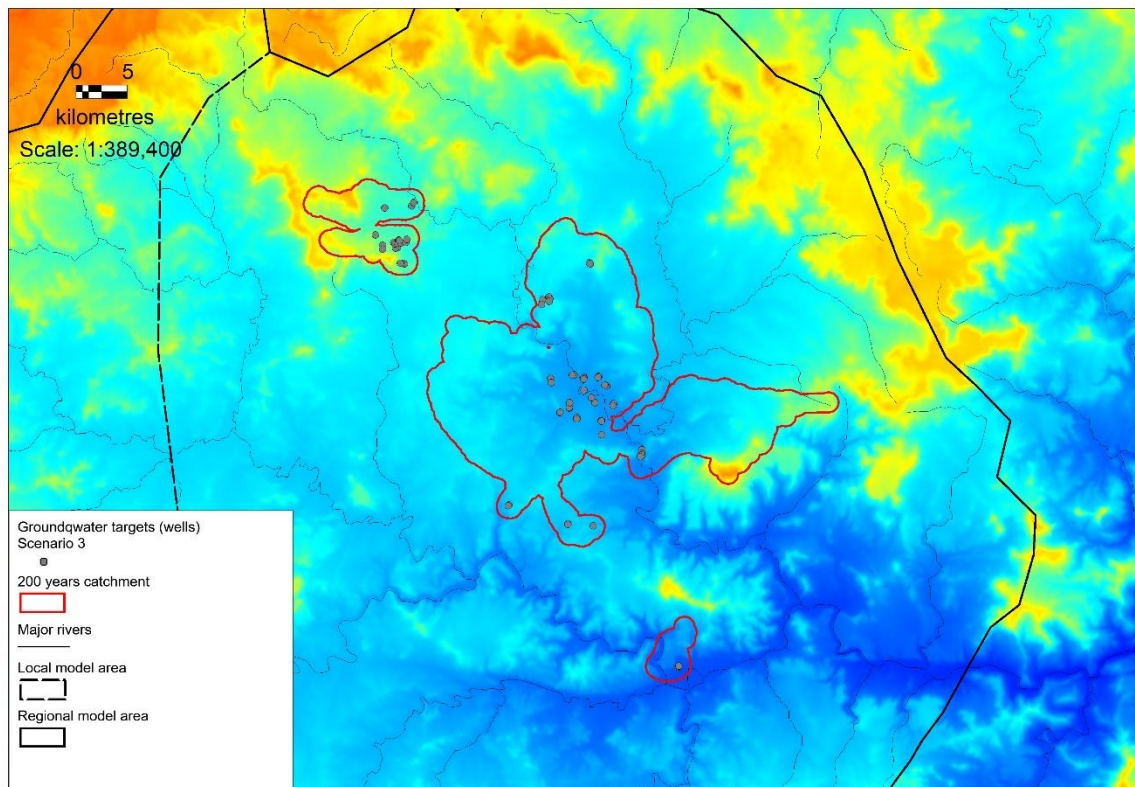 0 5
kilometres
Scale: 1:389,400
Groundqwater targets (wells)
Scenario 3
200 years catchment
Major rivers
Local model area
Regional model area